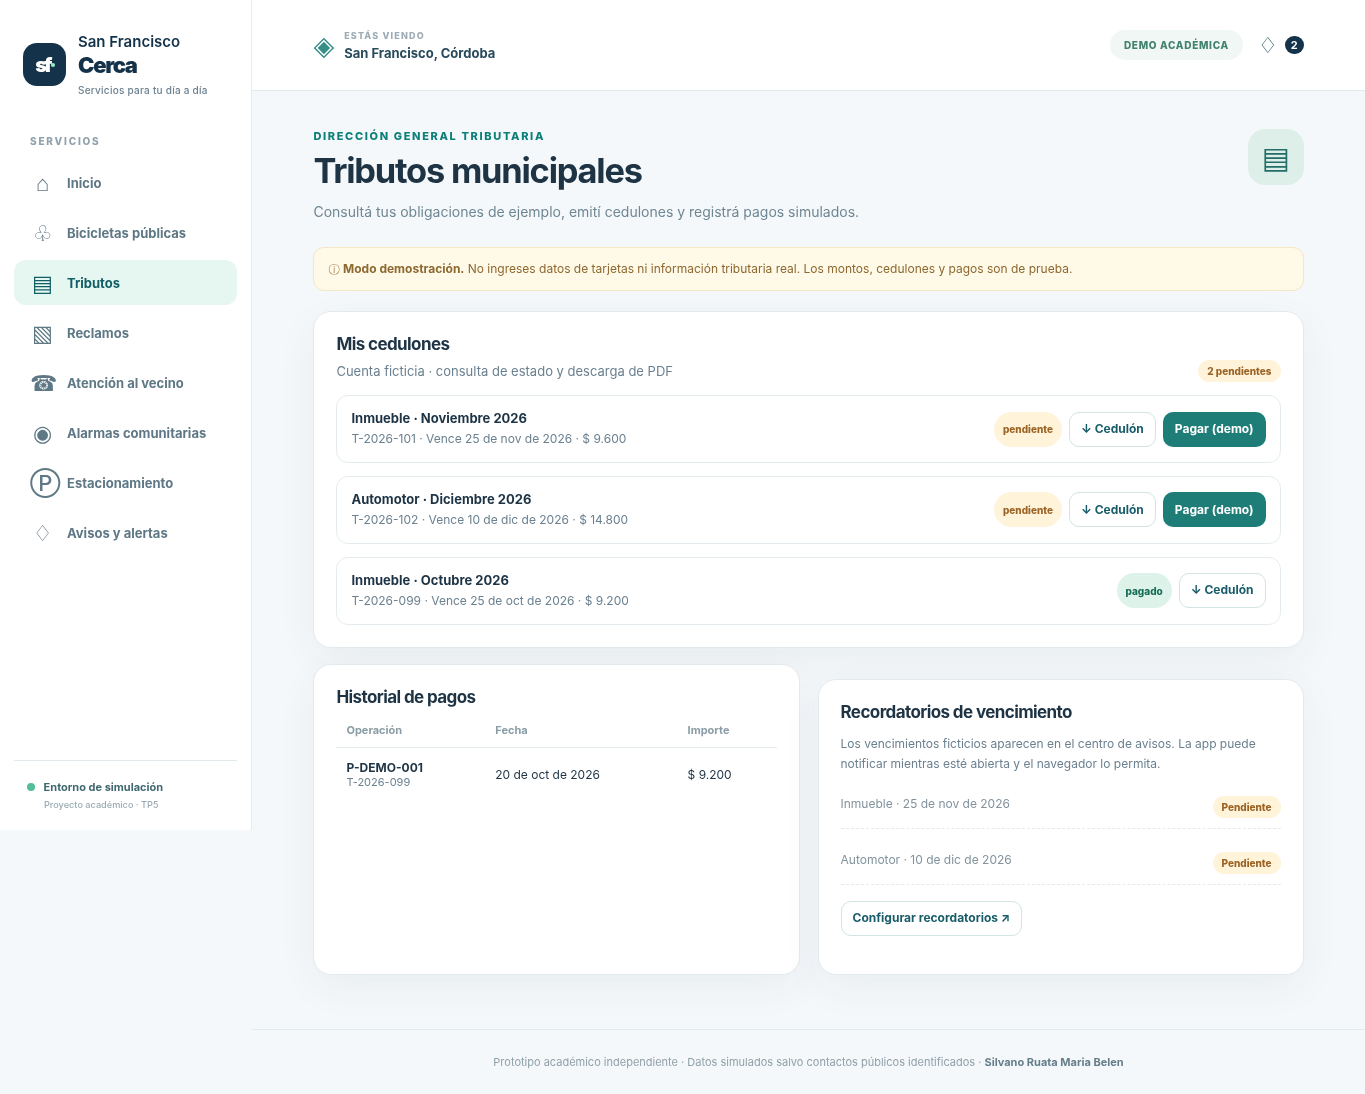 sf
San Francisco
Cerca
Servicios para tu día a día
SERVICIOS
Inicio
Bicicletas públicas
Tributos
Reclamos
Atención al vecino
Alarmas comunitarias
Ⓟ Estacionamiento
Avisos y alertas
Entorno de simulación
Proyecto académico · TP5
ESTÁS VIENDO
San Francisco, Córdoba
DEMO ACADÉMICA
2
DIRECCIÓN GENERAL TRIBUTARIA
Tributos municipales
Consultá tus obligaciones de ejemplo, emití cedulones y registrá pagos simulados.
ⓘ Modo demostración. No ingreses datos de tarjetas ni información tributaria real. Los montos, cedulones y pagos son de prueba.
Mis cedulones
Cuenta ficticia · consulta de estado y descarga de PDF
2 pendientes
Inmueble · Noviembre 2026
T-2026-101 · Vence 25 de nov de 2026 · $ 9.600
pendiente
↓ Cedulón
Pagar (demo)
Automotor · Diciembre 2026
T-2026-102 · Vence 10 de dic de 2026 · $ 14.800
pendiente
↓ Cedulón
Pagar (demo)
Inmueble · Octubre 2026
T-2026-099 · Vence 25 de oct de 2026 · $ 9.200
pagado
↓ Cedulón
Historial de pagos
Operación Fecha Importe
P-DEMO-001
T-2026-099
20 de oct de 2026
$ 9.200
Recordatorios de vencimiento
Los vencimientos ficticios aparecen en el centro de avisos. La app puede
notificar mientras esté abierta y el navegador lo permita.
Inmueble · 25 de nov de 2026
Pendiente
Automotor · 10 de dic de 2026
Pendiente
Configurar recordatorios ↗
Prototipo académico independiente · Datos simulados salvo contactos públicos identificados · Silvano Ruata Maria Belen